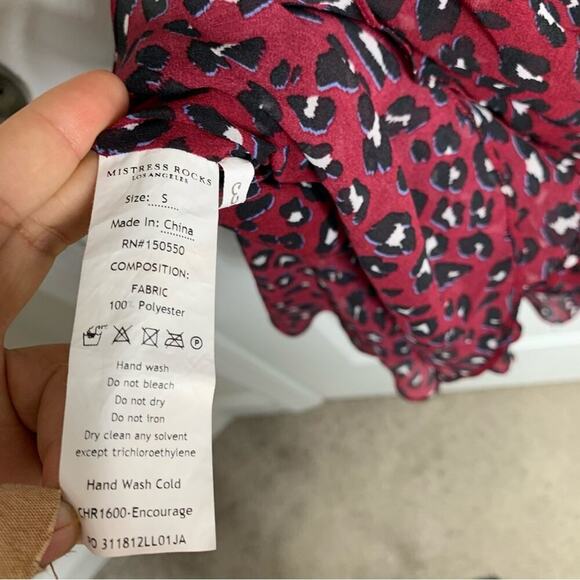 MISTRESS ROCKS
LOS ANGELES
Size: S
Made In: China
RN#150550
COMPOSITION:
FABRIC
100% Polyester
P
Hand wash
Do not bleach
Do not dry
Do not iron
Dry clean any solvent
except trichloroethylene
Hand Wash Cold
CHR1600-Encourage
PO 311812LL01JA